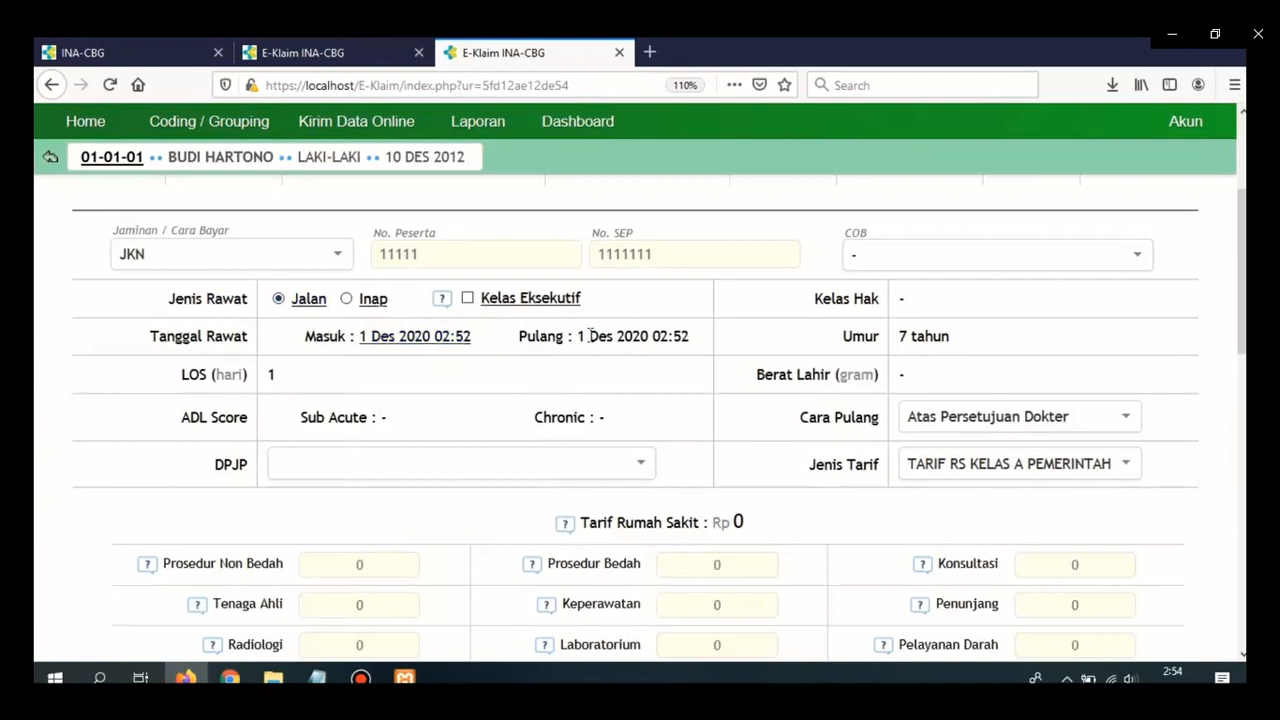 INA-CBG
E-Klaim INA-CBG
E-Klaim INA-CBG
https://localhost/E-Klaim/index.php?ur=5fd12ae12de54
110%
Search
Home Coding / Grouping Kirim Data Online Laporan Dashboard Akun
01-01-01 •• BUDI HARTONO •• LAKI-LAKI •• 10 DES 2012
Jaminan / Cara Bayar No. Peserta No. SEP COB
JKN 11111 1111111 -
Jenis Rawat Jalan Inap ? Kelas Eksekutif Kelas Hak -
Tanggal Rawat Masuk : 1 Des 2020 02:52 Pulang : 1 Des 2020 02:52 Umur 7 tahun
LOS (hari) 1 Berat Lahir (gram) -
ADL Score Sub Acute : - Chronic : - Cara Pulang Atas Persetujuan Dokter
DPJP Jenis Tarif TARIF RS KELAS A PEMERINTAH
? Tarif Rumah Sakit : Rp 0
? Prosedur Non Bedah 0 ? Prosedur Bedah 0 ? Konsultasi 0
? Tenaga Ahli 0 ? Keperawatan 0 ? Penunjang 0
? Radiologi 0 ? Laboratorium 0 ? Pelayanan Darah 0
2:54